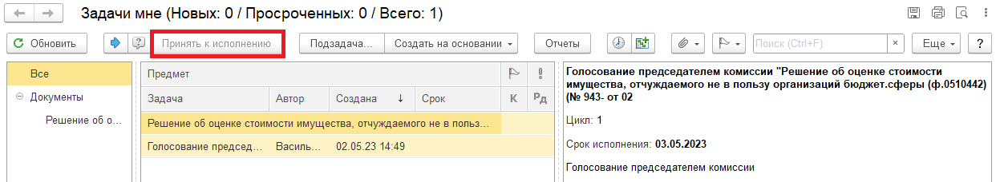 Задачи мне (Новых: 0 / Просроченных: 0 / Всего: 1)
Обновить
Принять к исполнению
Подзадача...
Создать на основании
Отчеты
Поиск (Ctrl+F)
×
Еще
?
Все
Документы
Решение об о...
Предмет
Задача Автор Создана ↓ Срок К Рд
Решение об оценке стоимости имущества, отчуждаемого не в польз...
Голосование председ... Василь... 02.05.23 14:49
Голосование председателем комиссии "Решение об оценке стоимости
имущества, отчуждаемого не в пользу организаций бюджет.сферы (ф.0510442)
(№ 943- от 02
Цикл: 1
Срок исполнения: 03.05.2023
Голосование председателем комиссии